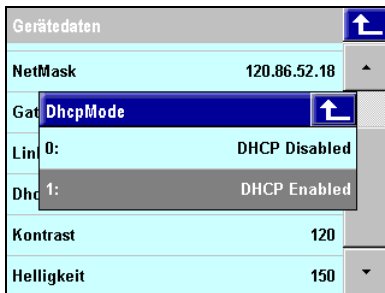 Gerätedaten
NetMask 120.86.52.18
Gat
DhcpMode
Lin
0: DHCP Disabled
Dhc
1: DHCP Enabled
Kontrast 120
Helligkeit 150